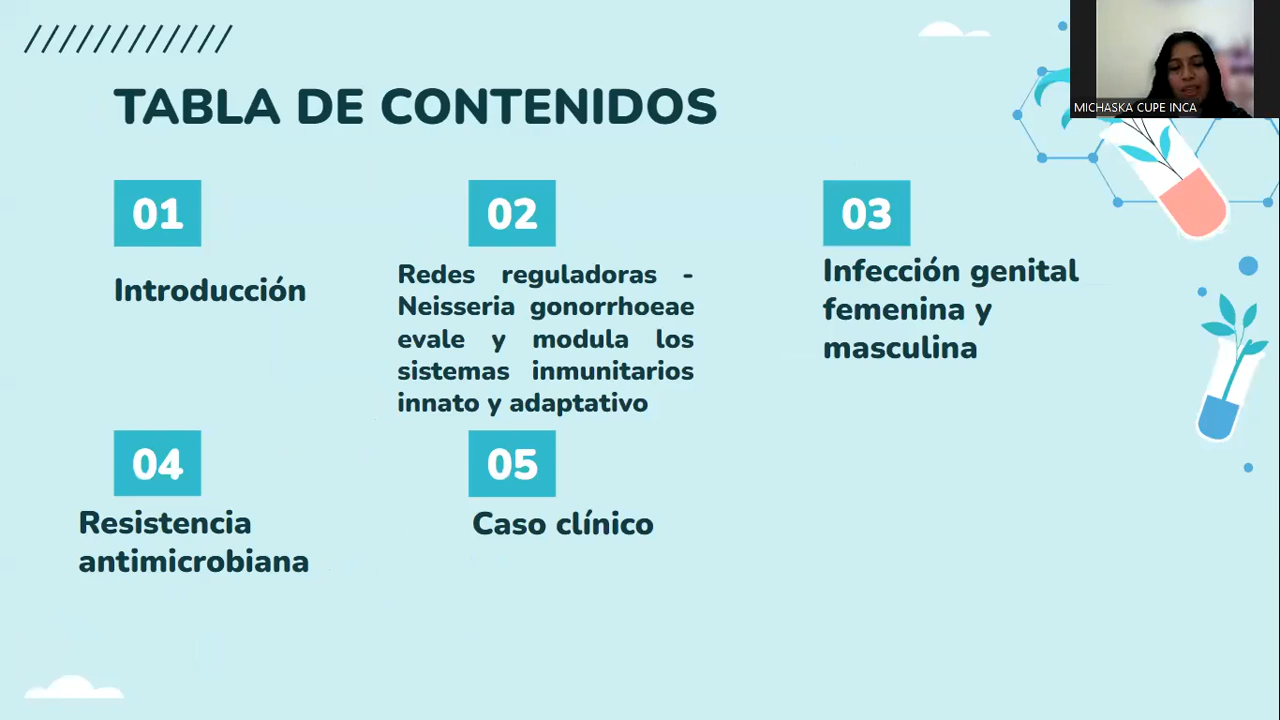 TABLA DE CONTENIDOS
MICHASKA CUPE INCA
01
Introducción
02
Redes reguladoras -
Neisseria gonorrhoeae
evale y modula los
sistemas inmunitarios
innato y adaptativo
03
Infección genital
femenina y
masculina
04
Resistencia
antimicrobiana
05
Caso clínico